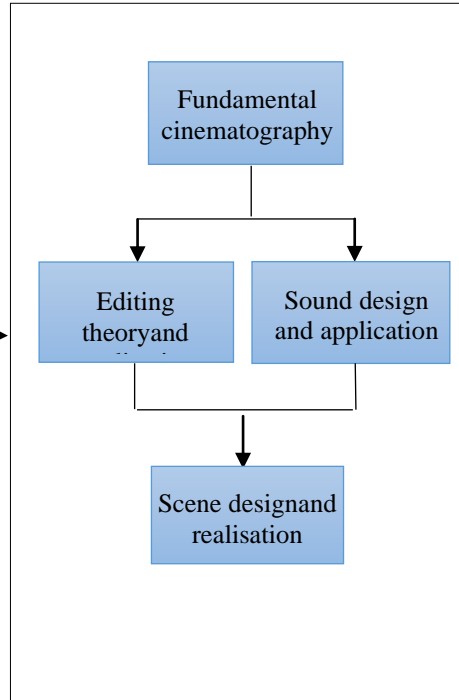 Fundamental
cinematography
Editing
theoryand
Sound design
and application
Scene designand
realisation